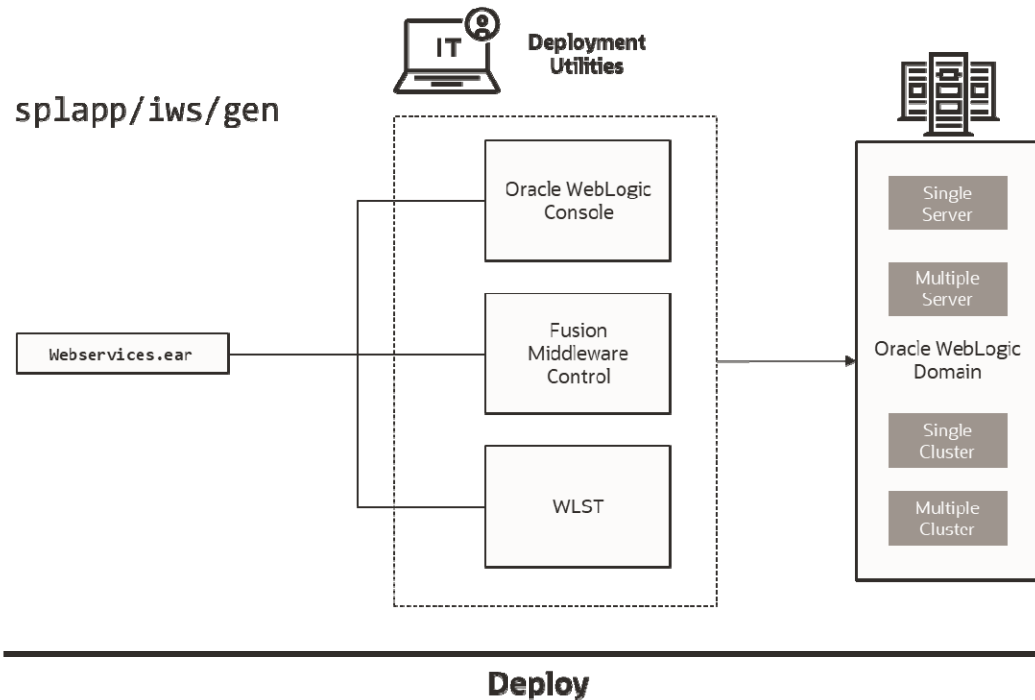 IT
Deployment
Utilities
splapp/iws/gen
Oracle WebLogic
Console
Single
Server
Multiple
Server
Webservices.ear
Fusion
Middleware
Control
Oracle WebLogic
Domain
Single
Cluster
WLST
Multiple
Cluster
Deploy